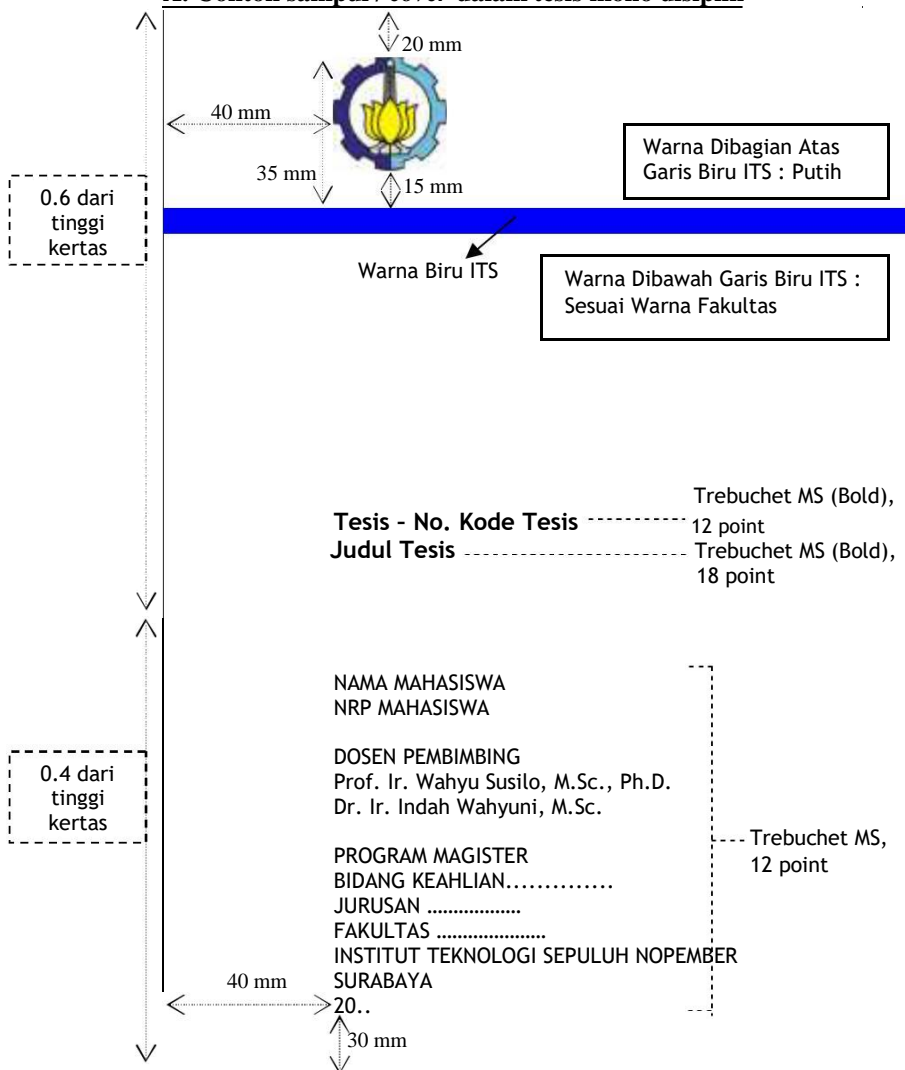 A. Contoh sampul / cover dalam tesis mono disiplin
20 mm
40 mm
35 mm
15 mm
Warna Dibagian Atas
Garis Biru ITS : Putih
0.6 dari
tinggi
kertas
Warna Biru ITS
Warna Dibawah Garis Biru ITS :
Sesuai Warna Fakultas
Tesis - No. Kode Tesis
Trebuchet MS (Bold),
12 point
Judul Tesis
Trebuchet MS (Bold),
18 point
NAMA MAHASISWA
NRP MAHASISWA
DOSEN PEMBIMBING
Prof. Ir. Wahyu Susilo, M.Sc., Ph.D.
Dr. Ir. Indah Wahyuni, M.Sc.
0.4 dari
tinggi
kertas
Trebuchet MS,
12 point
PROGRAM MAGISTER
BIDANG KEAHLIAN..............
JURUSAN ..................
FAKULTAS .....................
INSTITUT TEKNOLOGI SEPULUH NOPEMBER
SURABAYA
20..
40 mm
30 mm